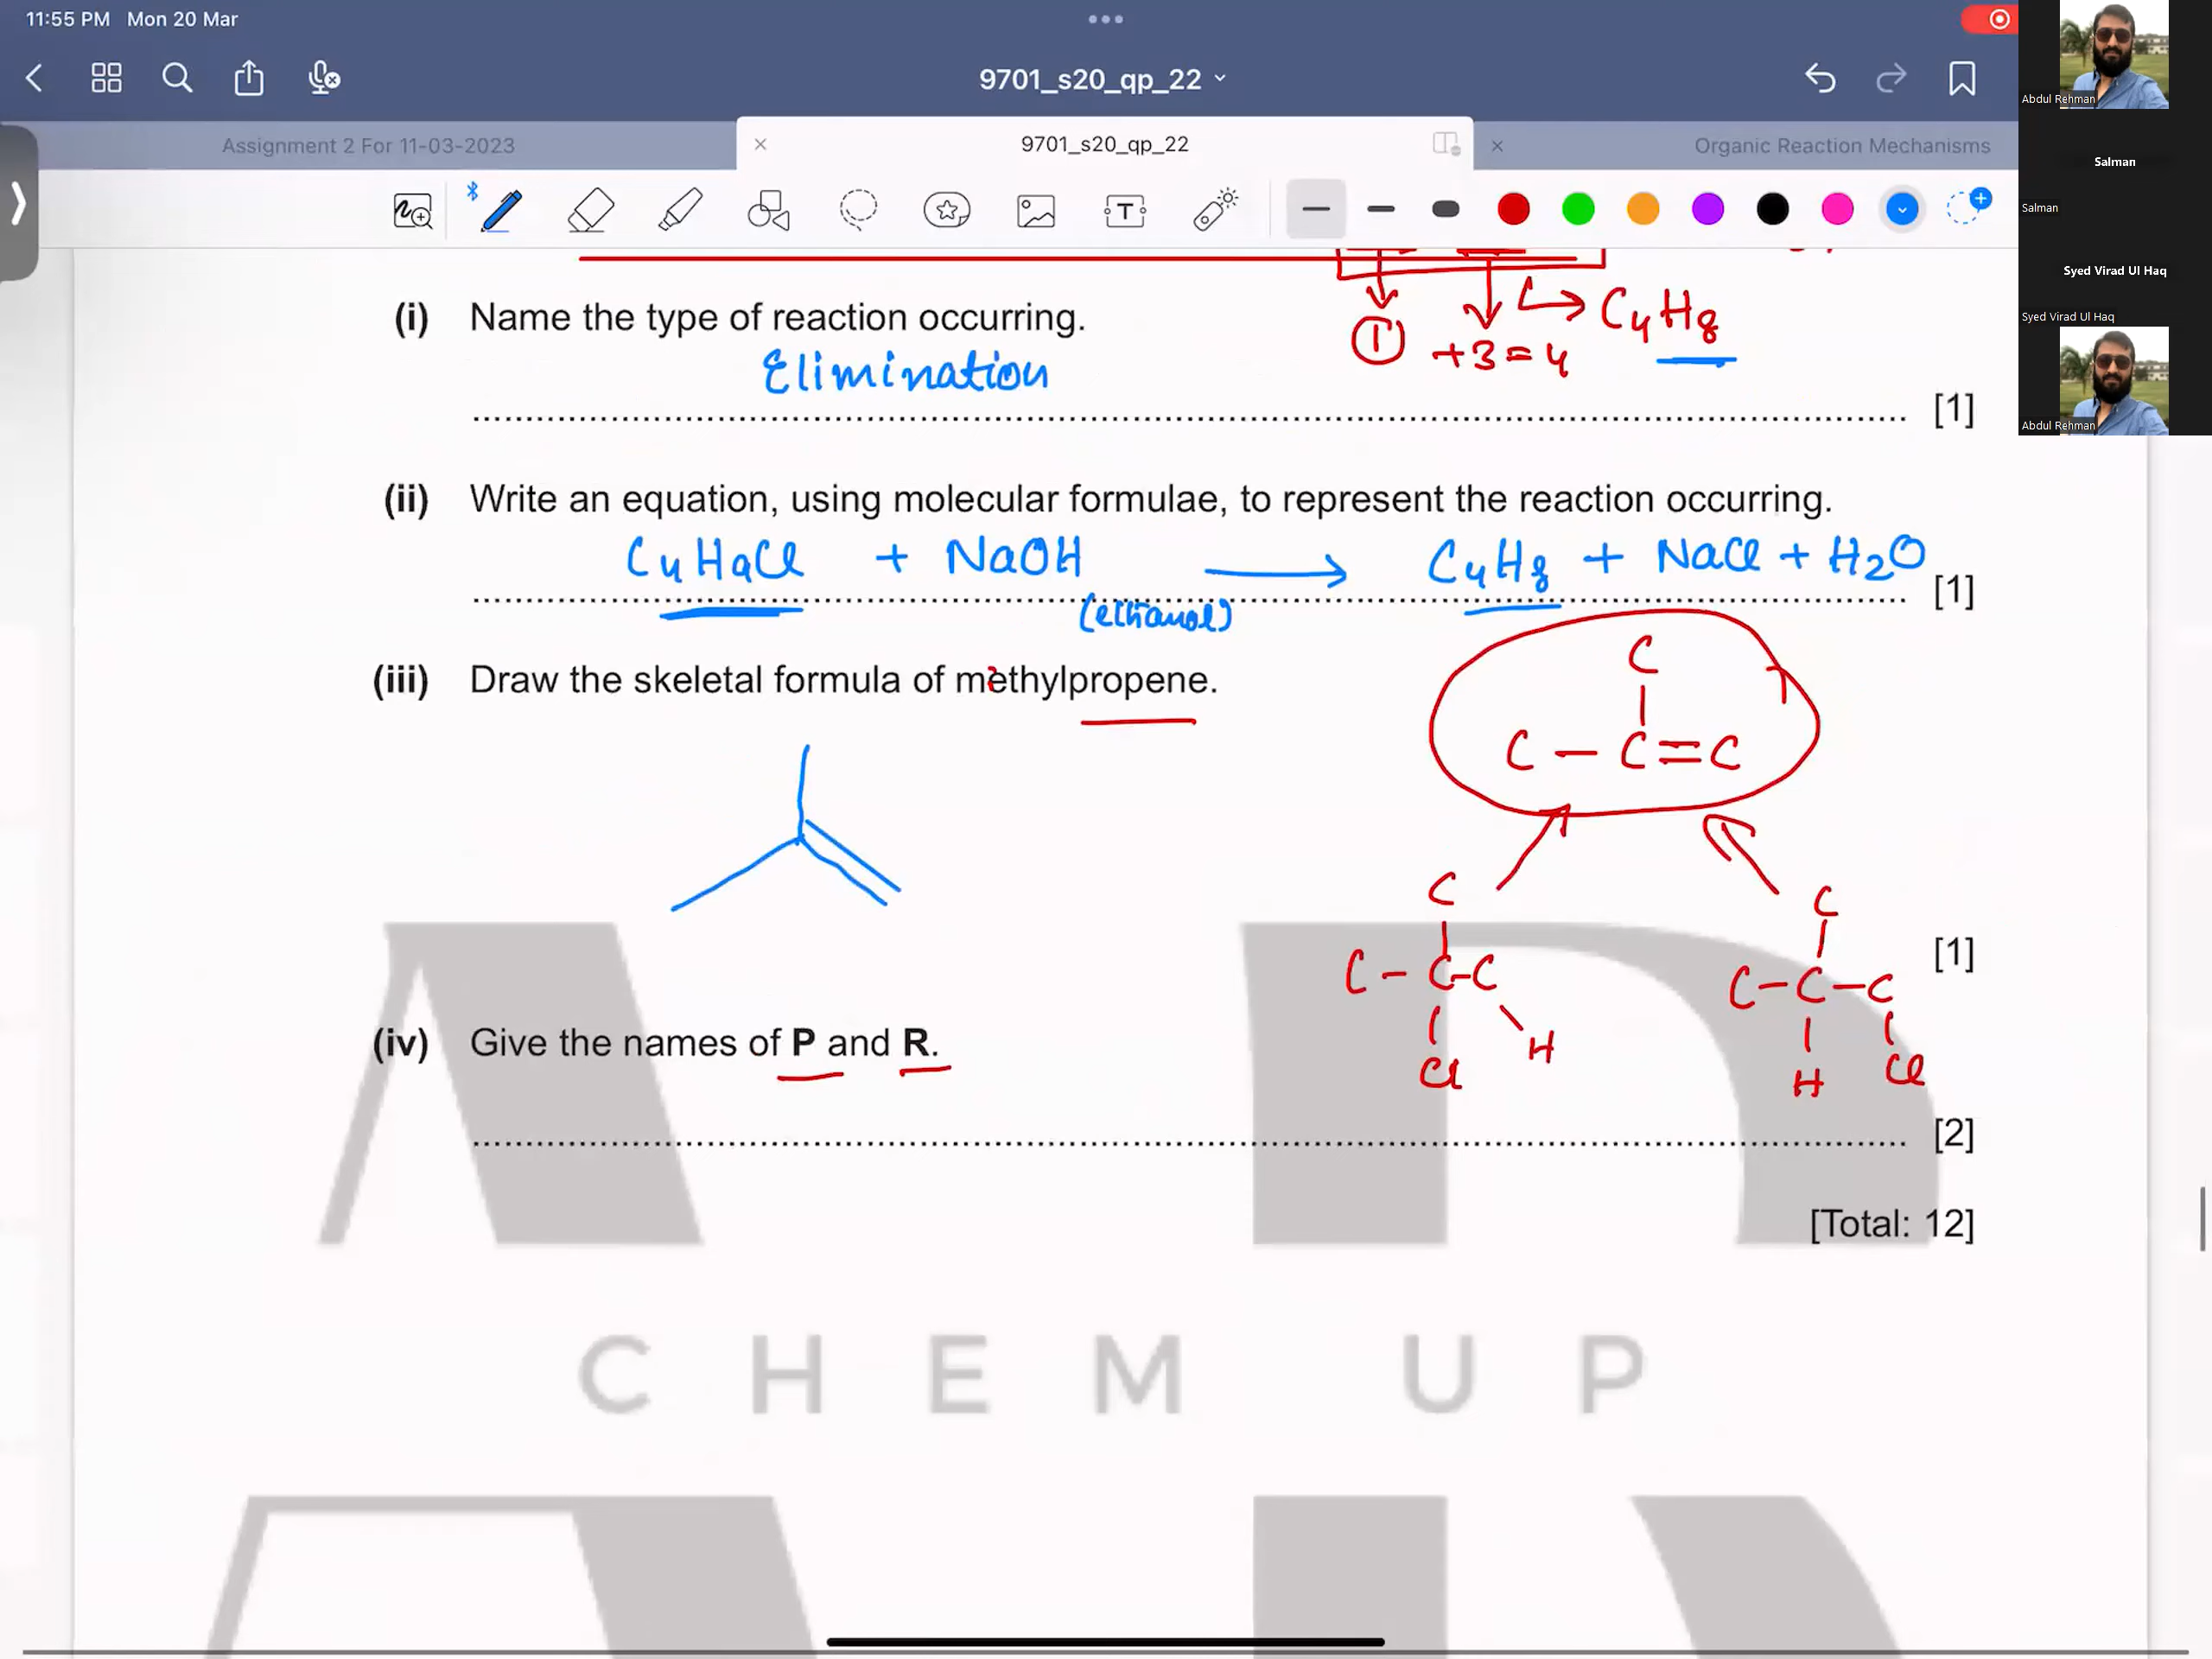 11:55 PM Mon 20 Mar
9701_s20_qp_22
Abdul Rehman
Assignment 2 For 11-03-2023
9701_s20_qp_22
Organic Reaction Mechanisms
Salman
Salman
Syed Virad Ul Haq
Syed Virad Ul Haq
Abdul Rehman
T
(i) Name the type of reaction occurring.
C4H8
1
+3=4
Elimination
[1]
(ii) Write an equation, using molecular formulae, to represent the reaction occurring.
C4H9Cl + NaOH → C4H8 + NaCl + H2O
(ethanol)
[1]
(iii) Draw the skeletal formula of methylpropene.
C
C – C = C
C
C
C – C – C
C – C – C
[1]
Cl
H
H
Cl
(iv) Give the names of P and R.
[2]
[Total: 12]
CHEM UP